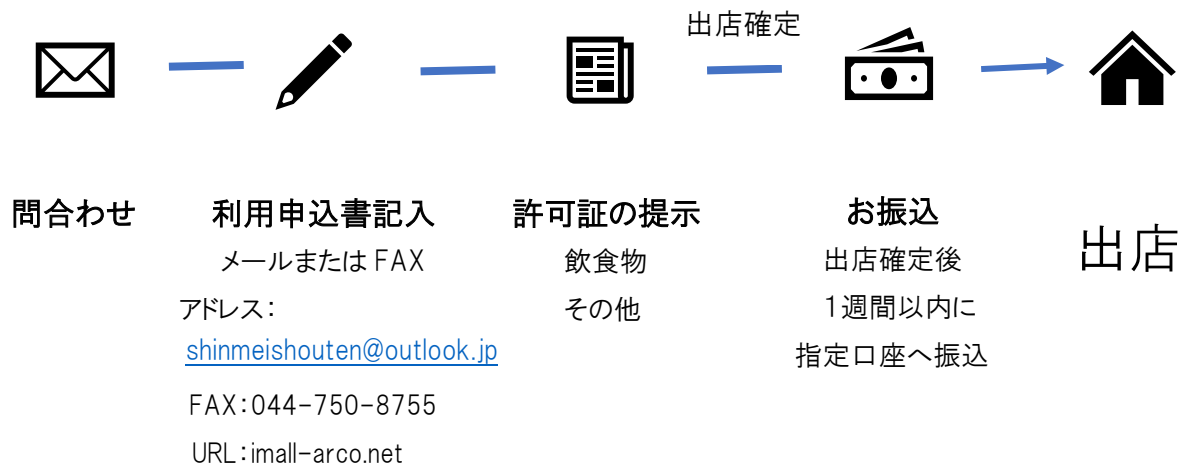 出店確定
問合わせ
利用申込書記入
メールまたは FAX
アドレス:
shinmeishouten@outlook.jp
FAX:044-750-8755
URL:imall-arco.net
許可証の提示
飲食物
その他
お振込
出店確定後
1週間以内に
指定口座へ振込
出店